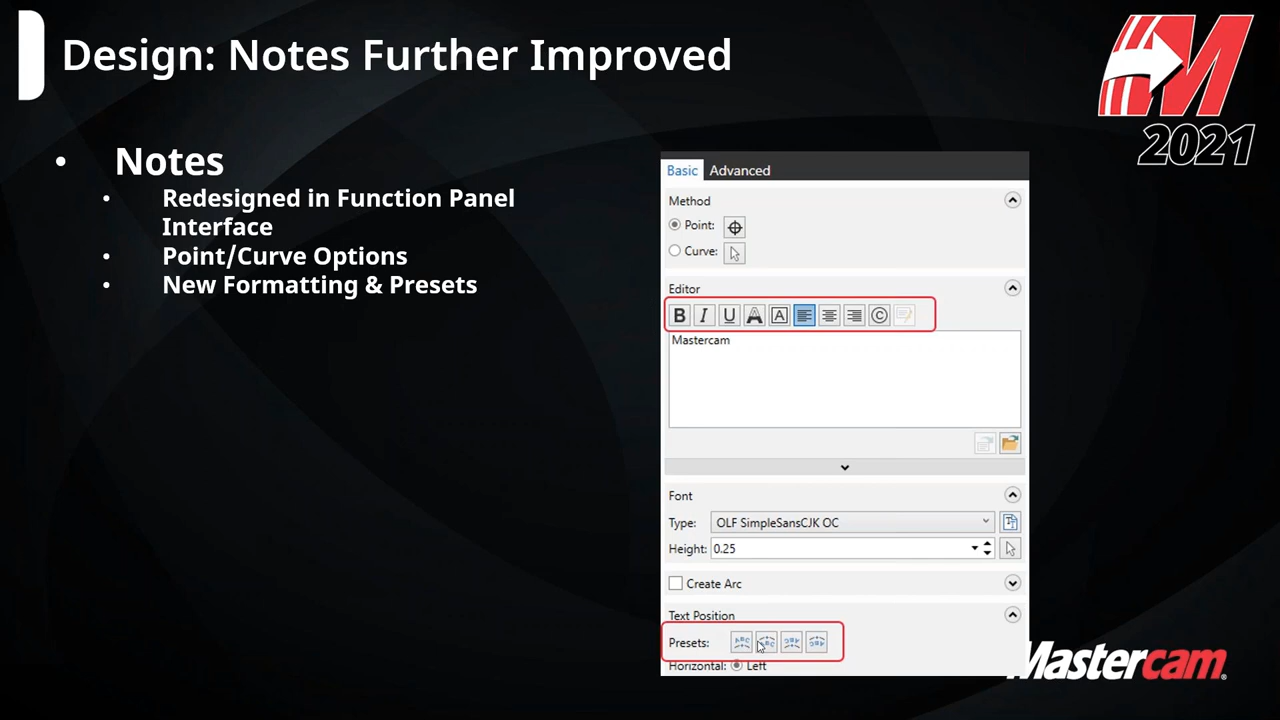 Design: Notes Further Improved
2021
• Notes
• Redesigned in Function Panel
Interface
• Point/Curve Options
• New Formatting & Presets
Basic Advanced
Method
Point:
Curve:
Editor
B I U A A ©
Mastercam
Font
Type: OLF SimpleSansCJK OC
Height: 0.25
Create Arc
Text Position
Presets:
Horizontal: Left
Mastercam®